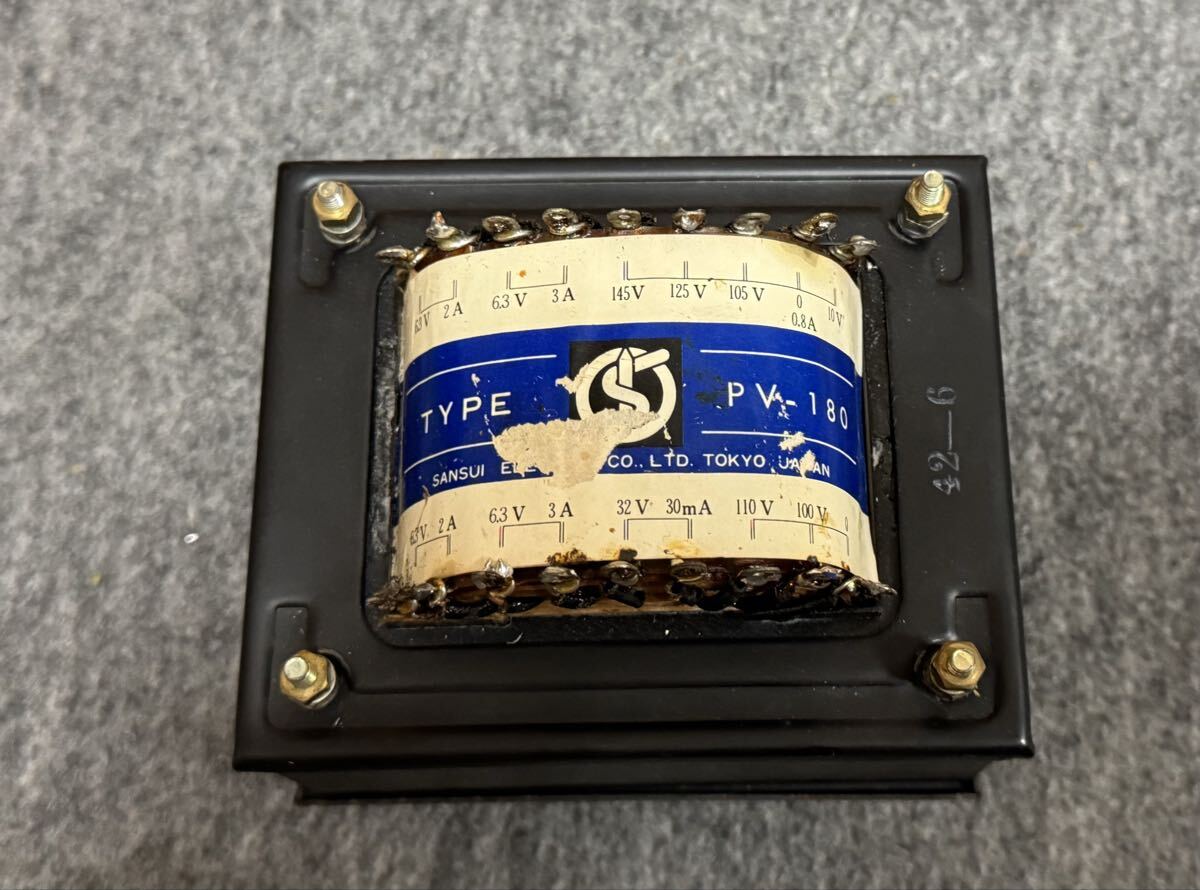 6.3V 2A 6.3V 3A 145V 125V 105V 0 10V
0.8A
TYPE PV-180
SANSUI CO., LTD. TOKYO JAPAN
6.3V 2A 6.3V 3A 32V 30mA 110V 100V 0
42-6